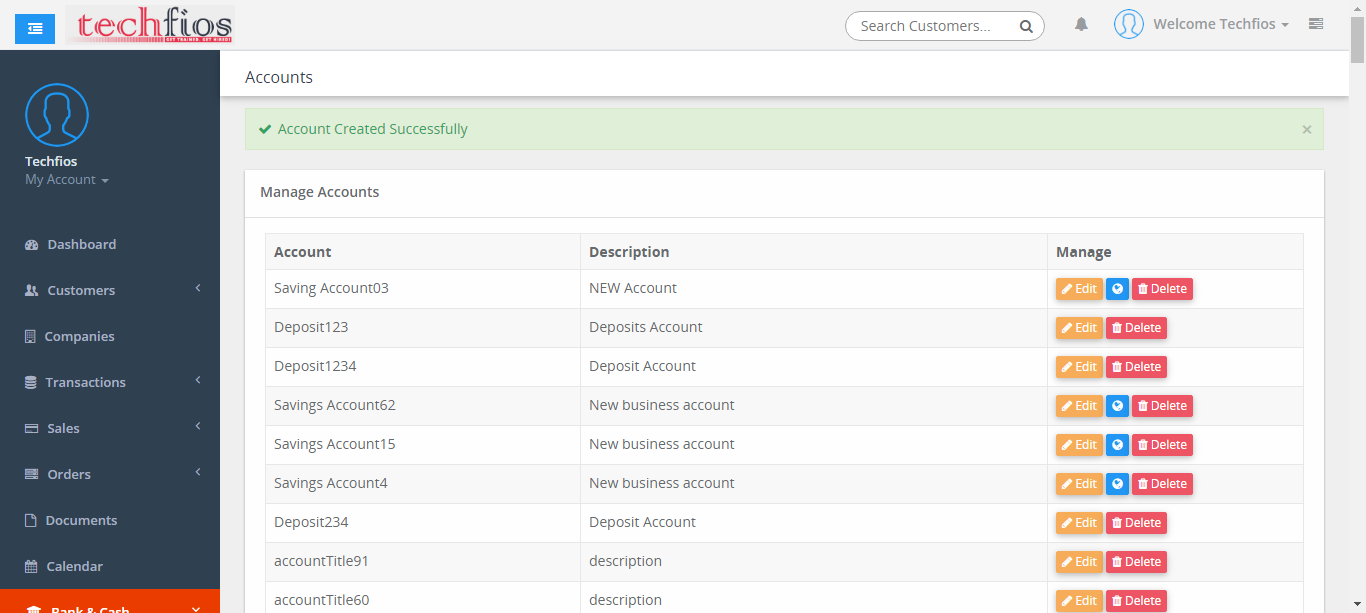 techfios
Search Customers...
Welcome Techfios
Techfios
My Account
Dashboard
Customers
Companies
Transactions
Sales
Orders
Documents
Calendar
Bank & Cash
Accounts
Account Created Successfully ×
Manage Accounts
Account Description Manage
Saving Account03 NEW Account Edit Delete
Deposit123 Deposits Account Edit Delete
Deposit1234 Deposit Account Edit Delete
Savings Account62 New business account Edit Delete
Savings Account15 New business account Edit Delete
Savings Account4 New business account Edit Delete
Deposit234 Deposit Account Edit Delete
accountTitle91 description Edit Delete
accountTitle60 description Edit Delete